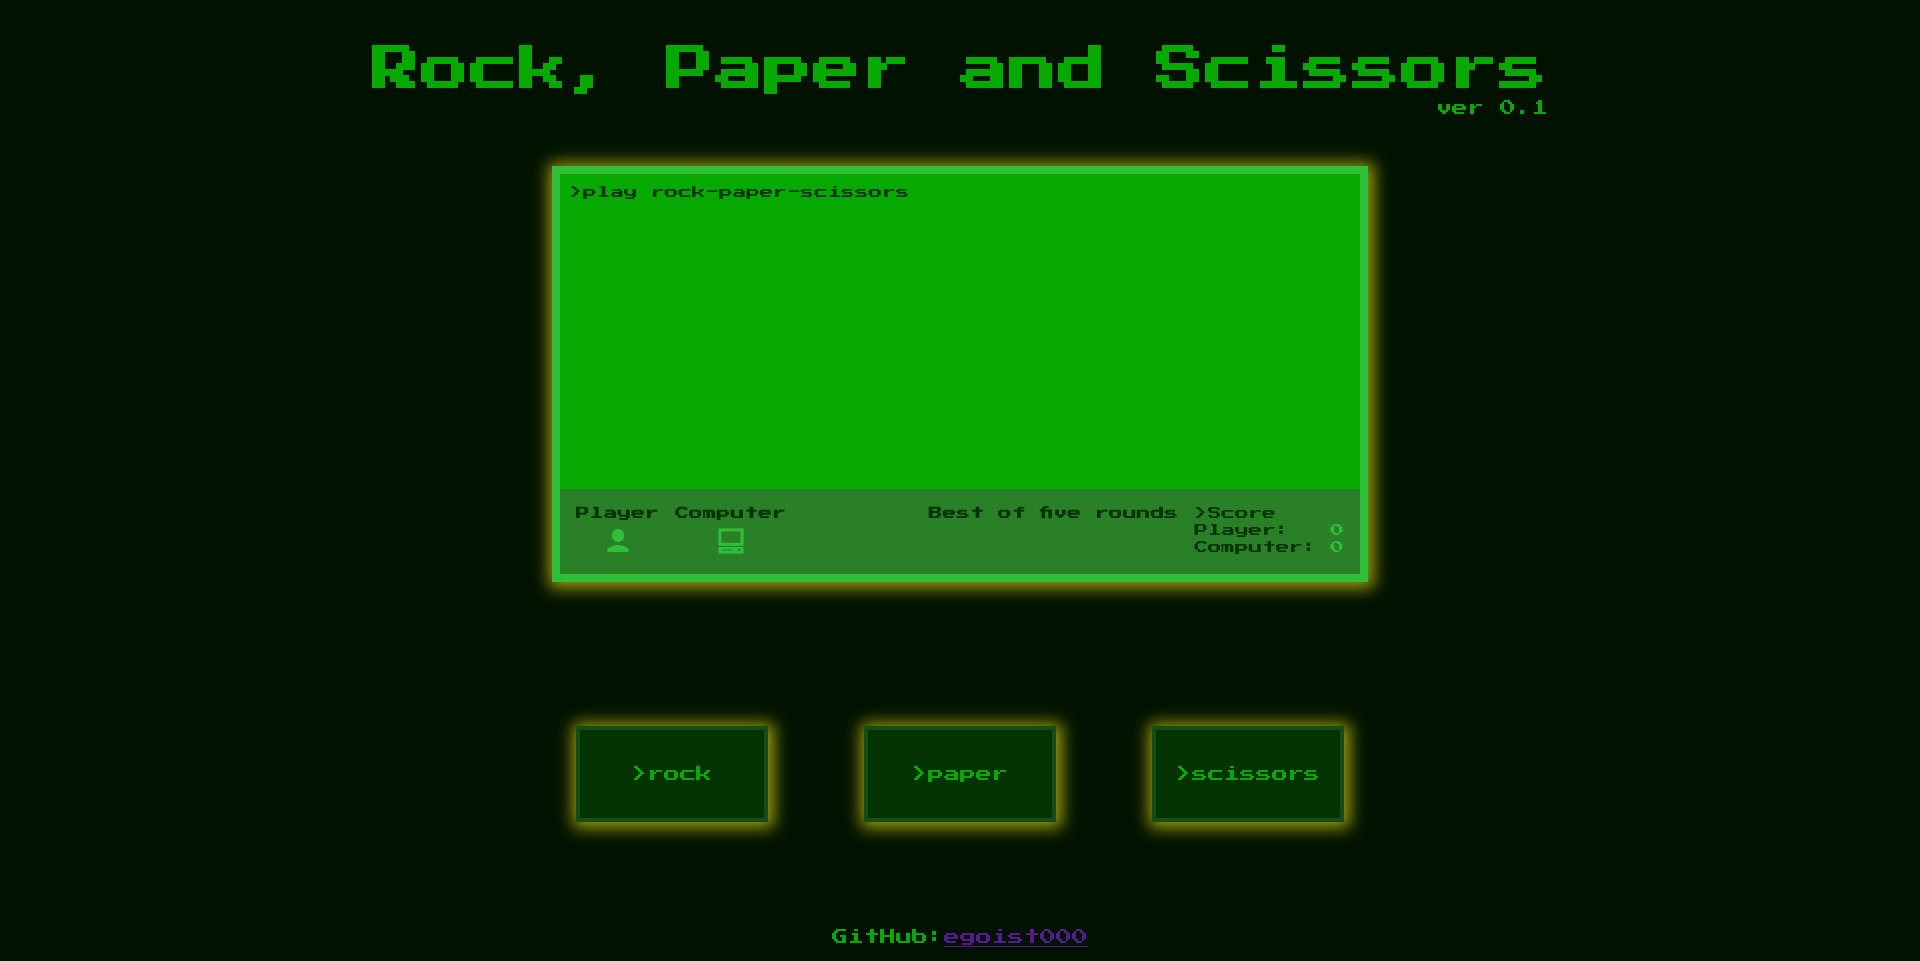 Rock, Paper and Scissors
ver 0.1
>play rock-paper-scissors
Player Computer
Best of five rounds
>Score
Player: 0
Computer: 0
>rock
>paper
>scissors
GitHub:egoist000